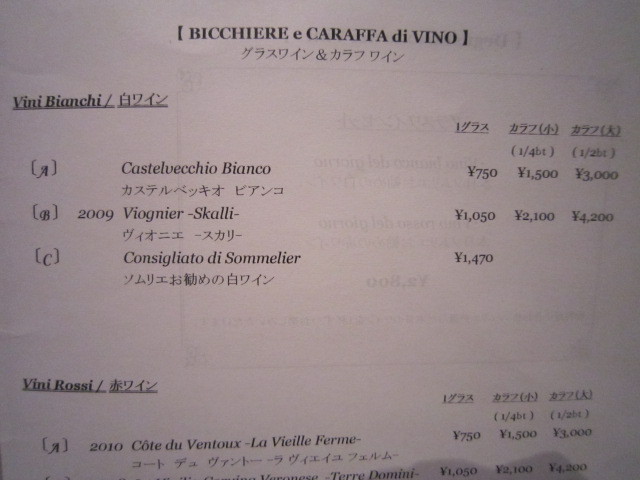 【 BICCHIERE e CARAFFA di VINO 】
グラスワイン & カラフ ワイン
Vini Bianchi / 白ワイン
1グラス カラフ(小) カラフ(大)
( 1/4bt ) ( 1/2bt )
〔A〕 Castelvecchio Bianco ¥750 ¥1,500 ¥3,000
カステルベッキオ ビアンコ
〔B〕 2009 Viognier -Skalli- ¥1,050 ¥2,100 ¥4,200
ヴィオニエ -スカリ-
〔C〕 Consigliato di Sommelier ¥1,470
ソムリエお勧めの白ワイン
Vini Rossi / 赤ワイン
1グラス カラフ(小) カラフ(大)
( 1/4bt ) ( 1/2bt )
〔A〕 2010 Côte du Ventoux -La Vieille Ferme- ¥750 ¥1,500 ¥3,000
コート デュ ヴァントー -ラ ヴィエイユ フェルム-
Veronese -Terre Domini- ¥1,050 ¥2,100 ¥4,200